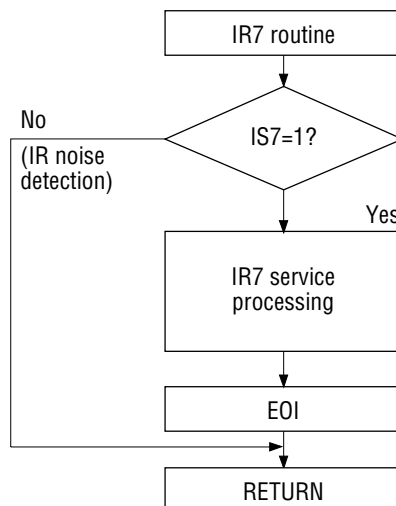 IR7 routine
No
(IR noise
detection)
IS7=1?
Yes
IR7 service
processing
EOI
RETURN